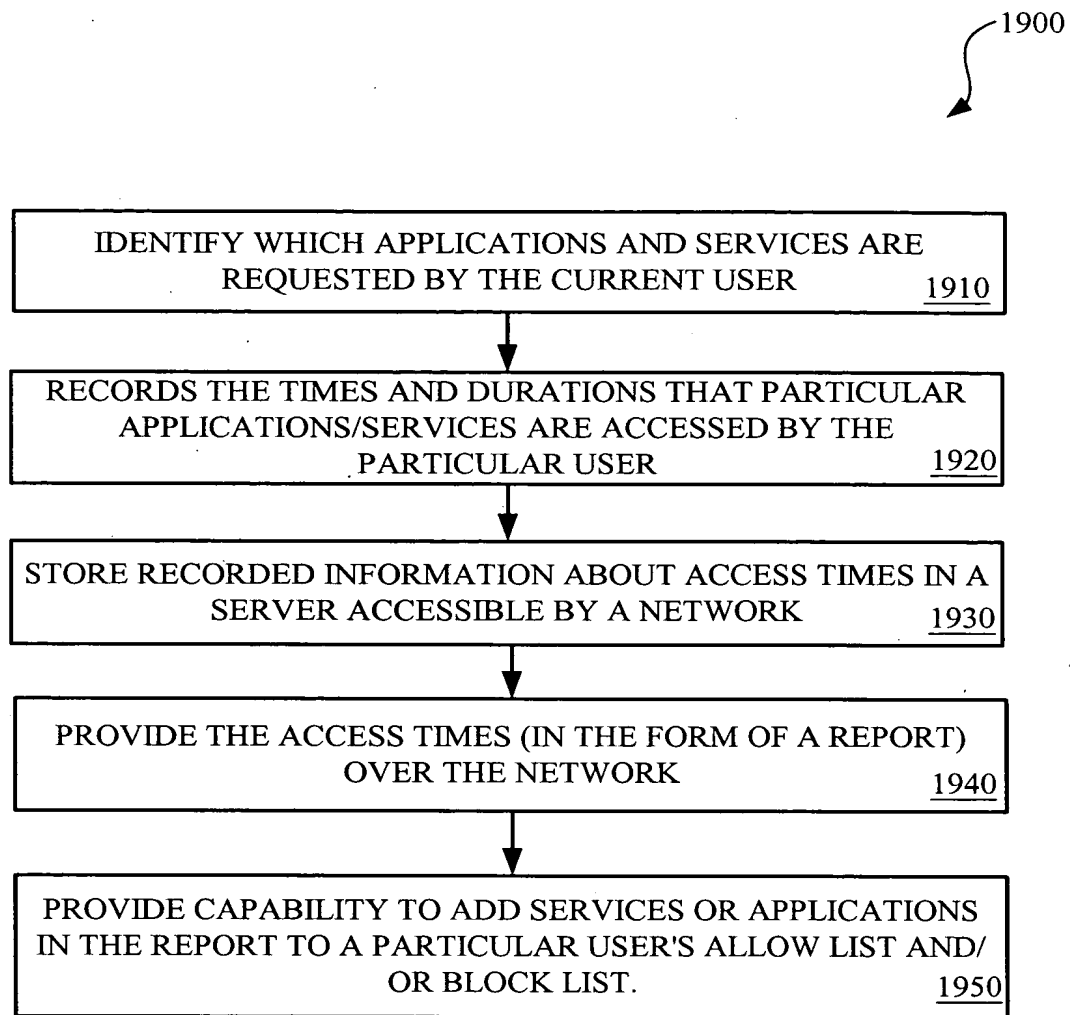 1900
IDENTIFY WHICH APPLICATIONS AND SERVICES ARE
REQUESTED BY THE CURRENT USER
1910
RECORDS THE TIMES AND DURATIONS THAT PARTICULAR
APPLICATIONS/SERVICES ARE ACCESSED BY THE
PARTICULAR USER
1920
STORE RECORDED INFORMATION ABOUT ACCESS TIMES IN A
SERVER ACCESSIBLE BY A NETWORK
1930
PROVIDE THE ACCESS TIMES (IN THE FORM OF A REPORT)
OVER THE NETWORK
1940
PROVIDE CAPABILITY TO ADD SERVICES OR APPLICATIONS
IN THE REPORT TO A PARTICULAR USER'S ALLOW LIST AND/
OR BLOCK LIST.
1950